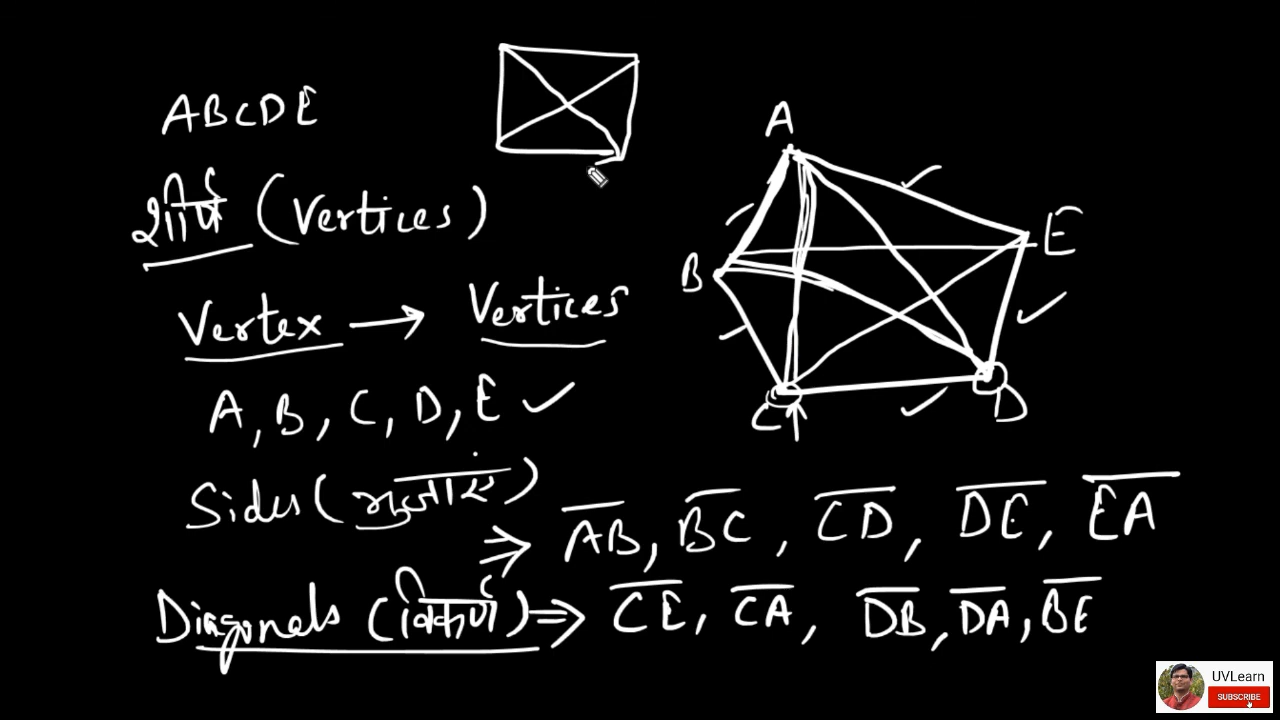 ABCDE
शीर्ष (Vertices)
Vertex → Vertices
A, B, C, D, E ✓
Sides (भुजाएं)
⇒ AB, BC, CD, DE, EA
Diagonals (विकर्ण) ⇒ CE, CA, DB, DA, BE
A
B
E
C
D
UVLearn
SUBSCRIBE